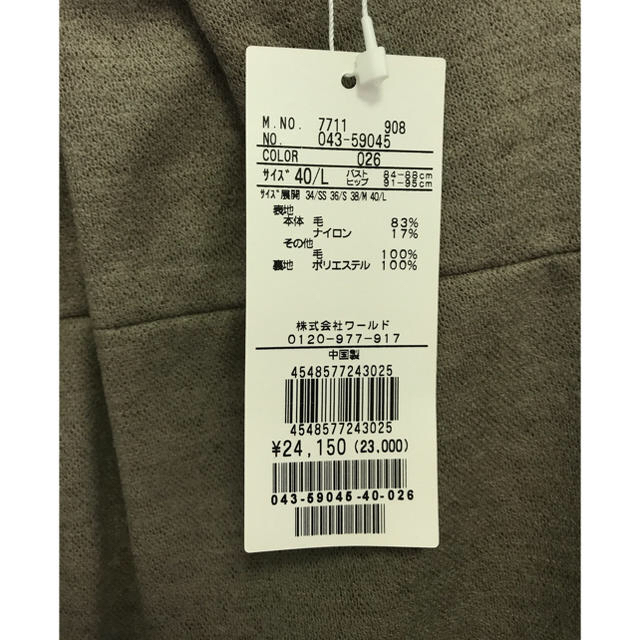 M.NO. 7711 908
NO. 043-59045
COLOR 026
サイズ 40/L バスト 84-88cm
ヒップ 91-95cm
サイズ展開 34/SS 36/S 38/M 40/L
表地
本体 毛 83%
ナイロン 17%
その他
毛 100%
裏地 ポリエステル 100%
株式会社ワールド
0120-977-917
中国製
4548577243025
4548577243025
¥24,150(23,000)
043-59045-40-026